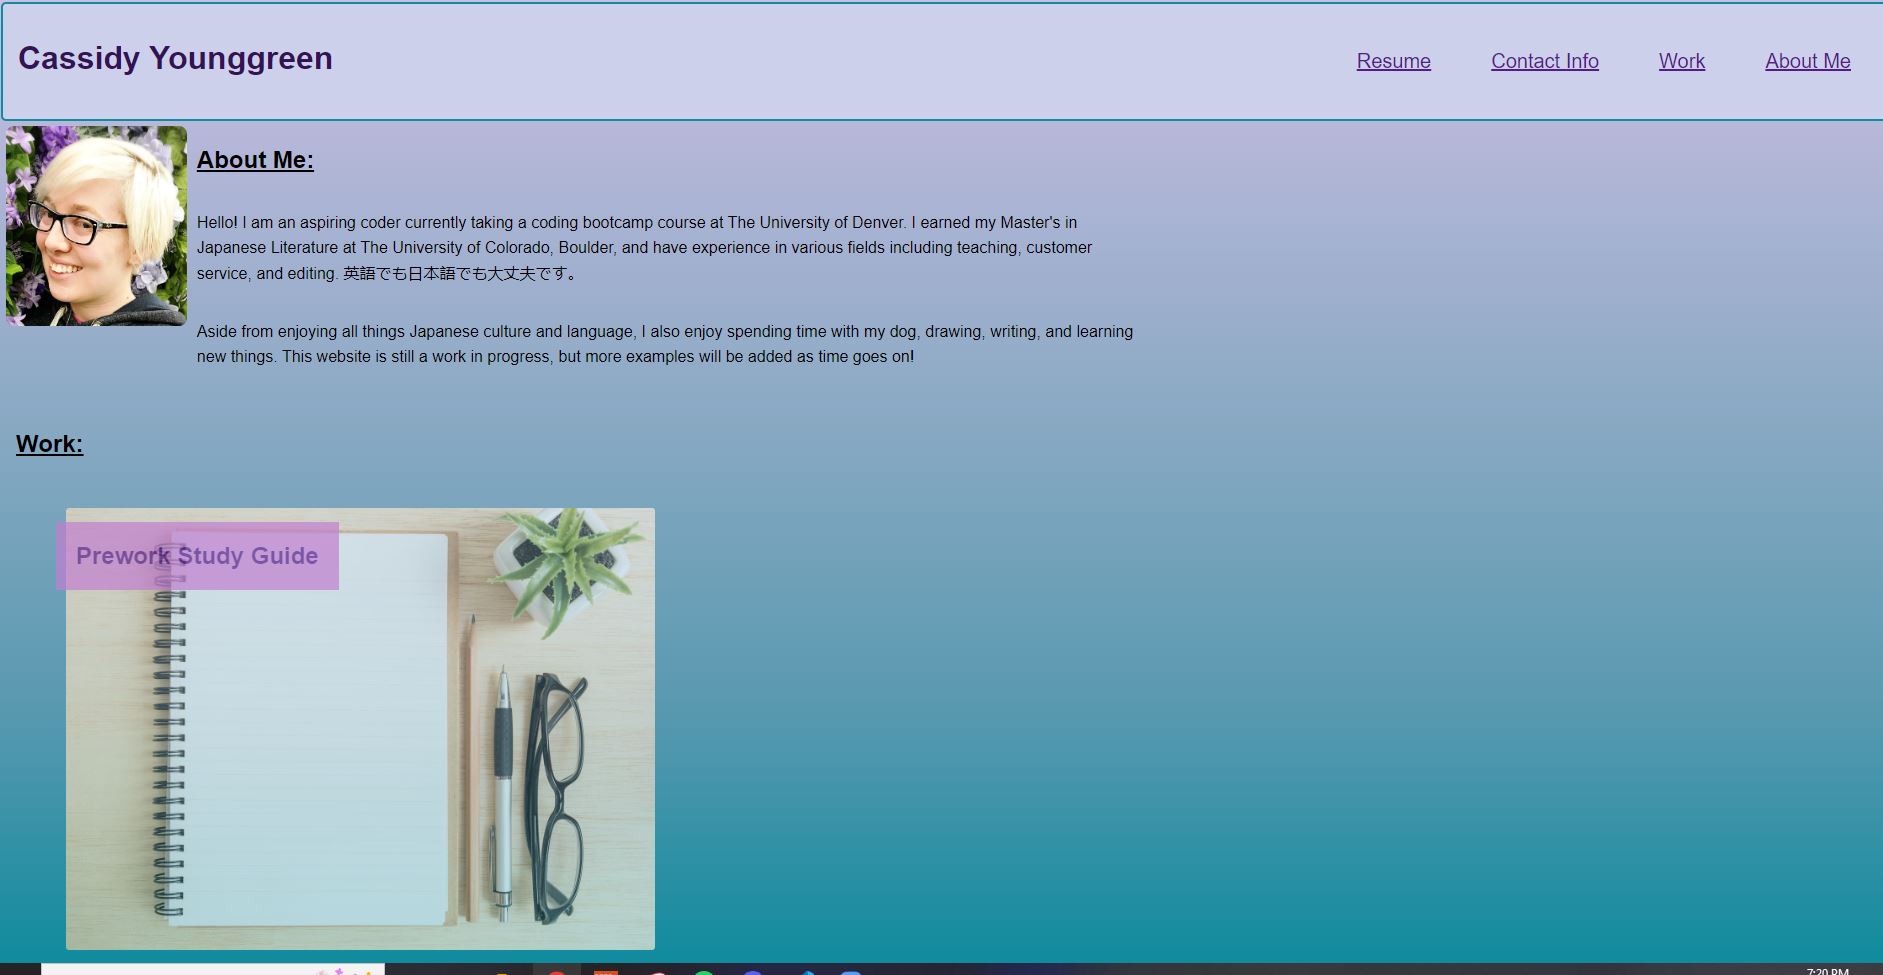 Cassidy Younggreen
Resume
Contact Info
Work
About Me
About Me:
Hello! I am an aspiring coder currently taking a coding bootcamp course at The University of Denver. I earned my Master's in
Japanese Literature at The University of Colorado, Boulder, and have experience in various fields including teaching, customer
service, and editing. 英語でも日本語でも大丈夫です。
Aside from enjoying all things Japanese culture and language, I also enjoy spending time with my dog, drawing, writing, and learning
new things. This website is still a work in progress, but more examples will be added as time goes on!
Work:
Prework Study Guide
7:20 PM